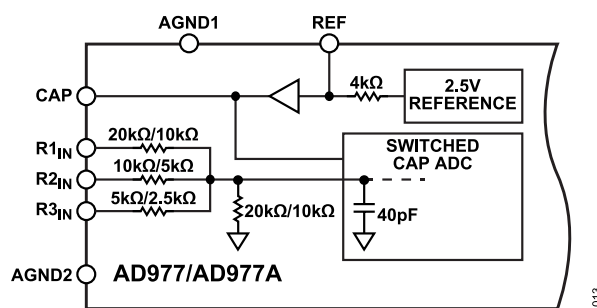 AGND1
REF
CAP
4kΩ
2.5V
REFERENCE
R1IN
20kΩ/10kΩ
SWITCHED
CAP ADC
R2IN
10kΩ/5kΩ
R3IN
5kΩ/2.5kΩ
20kΩ/10kΩ
40pF
AGND2
AD977/AD977A